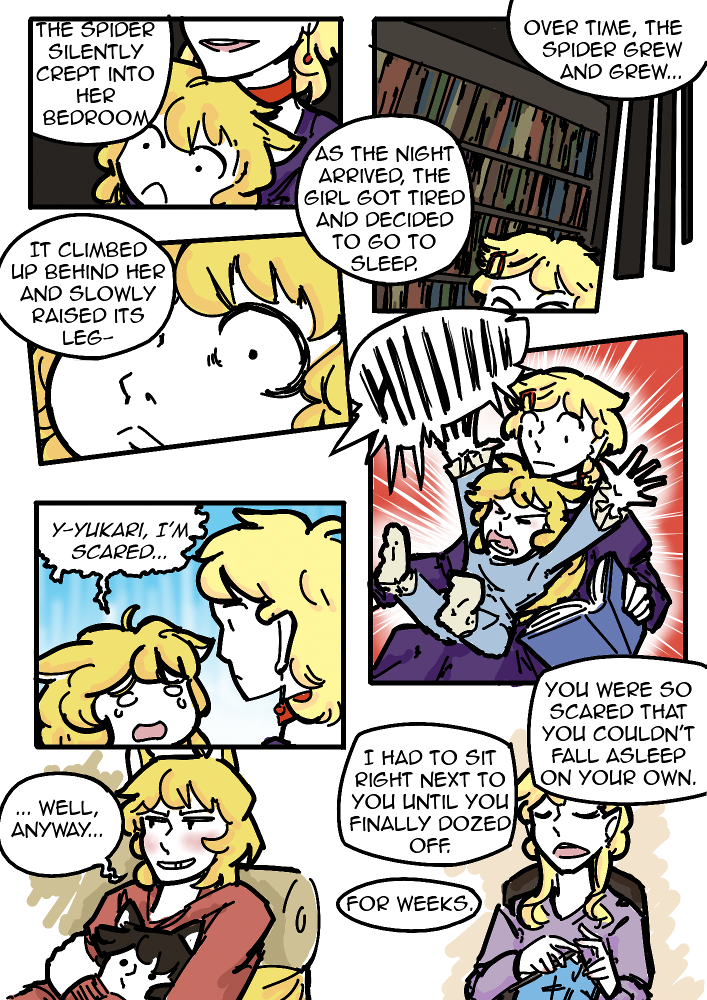 OVER TIME, THE
SPIDER GREW
AND GREW...
AS THE NIGHT
ARRIVED, THE
GIRL GOT TIRED
AND DECIDED
TO GO TO
SLEEP.
THE SPIDER
SILENTLY
CREPT INTO
HER
BEDROOM
IT CLIMBED
UP BEHIND HER
AND SLOWLY
RAISED ITS
LEG-
Y-YUKARI, I'M
SCARED...
YOU WERE SO
SCARED THAT
YOU COULDN'T
FALL ASLEEP
ON YOUR OWN.
I HAD TO SIT
RIGHT NEXT TO
YOU UNTIL YOU
FINALLY DOZED
OFF.
FOR WEEKS.
... WELL,
ANYWAY...